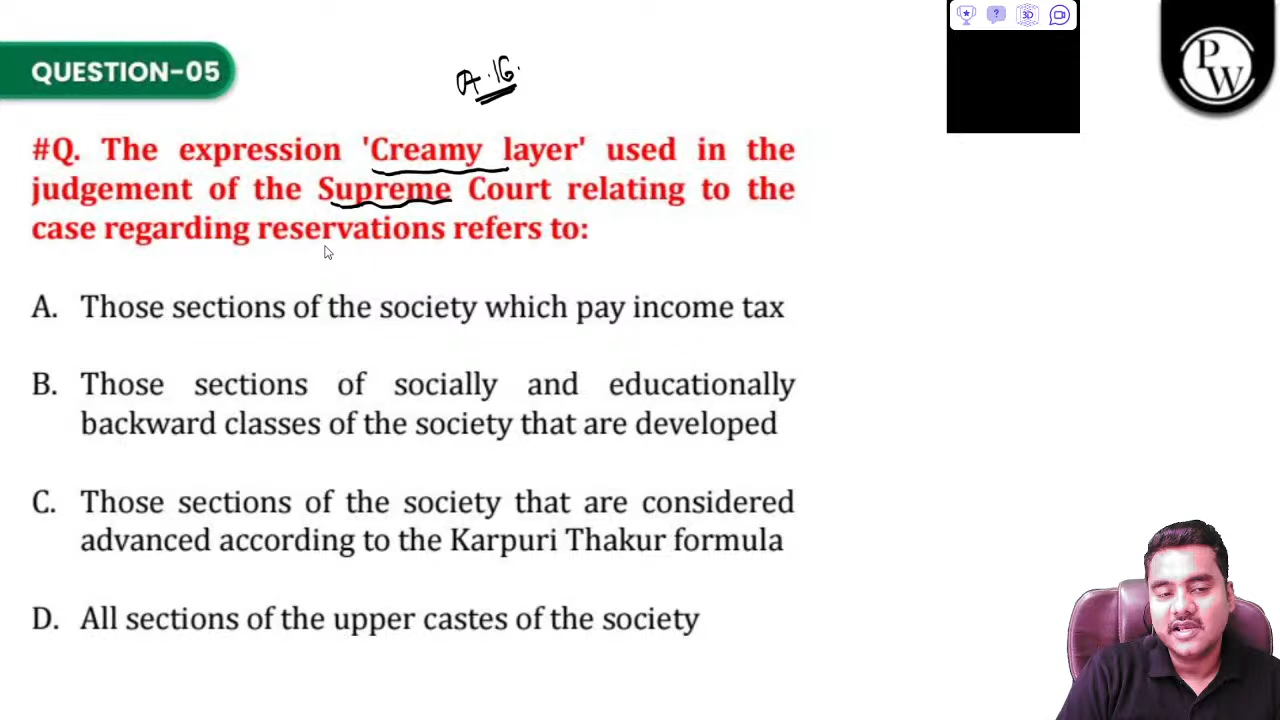 QUESTION-05
A.16.
3D
PW
#Q. The expression 'Creamy layer' used in the
judgement of the Supreme Court relating to the
case regarding reservations refers to:
A. Those sections of the society which pay income tax
B. Those sections of socially and educationally
backward classes of the society that are developed
C. Those sections of the society that are considered
advanced according to the Karpuri Thakur formula
D. All sections of the upper castes of the society